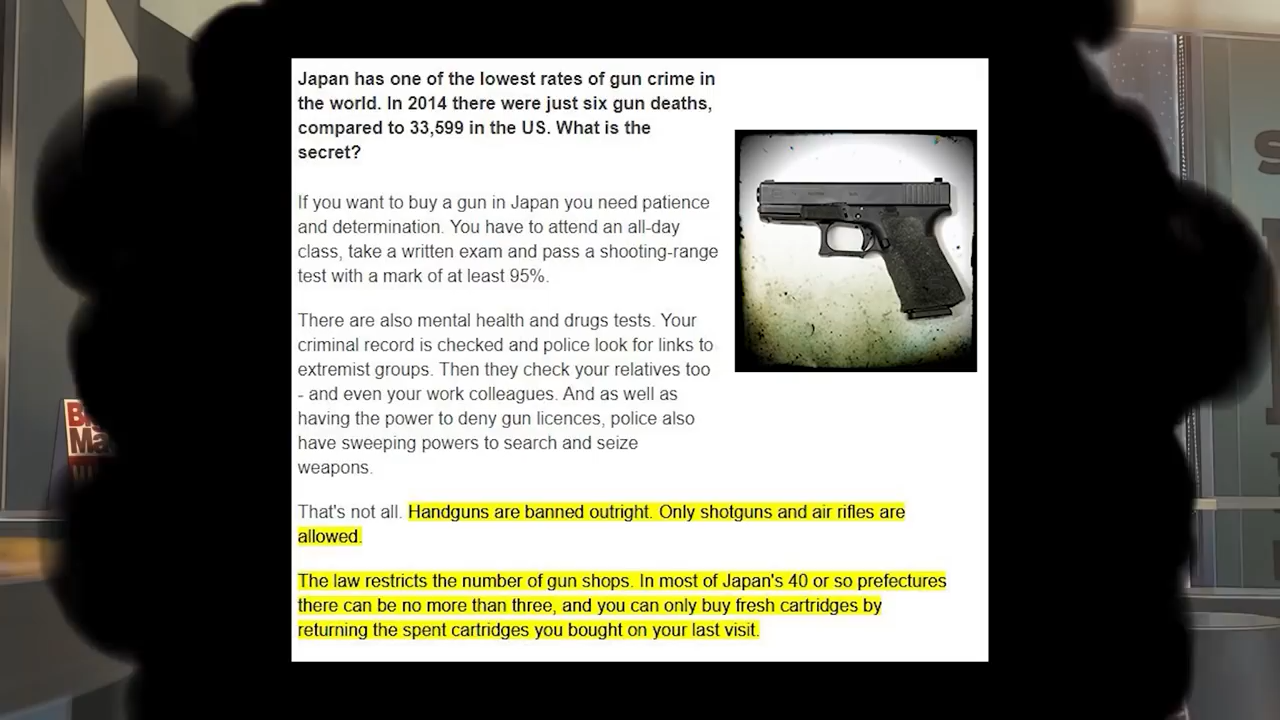 Japan has one of the lowest rates of gun crime in
the world. In 2014 there were just six gun deaths,
compared to 33,599 in the US. What is the
secret?
If you want to buy a gun in Japan you need patience
and determination. You have to attend an all-day
class, take a written exam and pass a shooting-range
test with a mark of at least 95%.
There are also mental health and drugs tests. Your
criminal record is checked and police look for links to
extremist groups. Then they check your relatives too
- and even your work colleagues. And as well as
having the power to deny gun licences, police also
have sweeping powers to search and seize
weapons.
That's not all. Handguns are banned outright. Only shotguns and air rifles are
allowed.
The law restricts the number of gun shops. In most of Japan's 40 or so prefectures
there can be no more than three, and you can only buy fresh cartridges by
returning the spent cartridges you bought on your last visit.